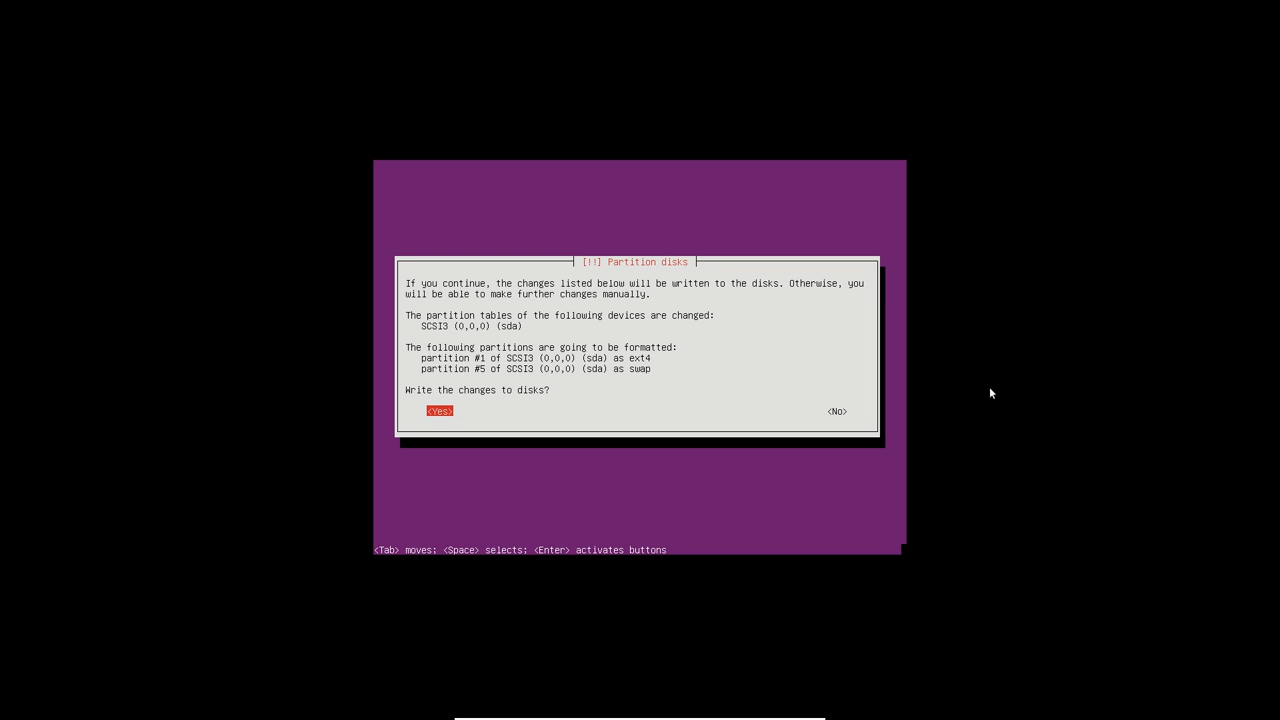 [!!] Partition disks
If you continue, the changes listed below will be written to the disks. Otherwise, you
will be able to make further changes manually.
The partition tables of the following devices are changed:
SCSI3 (0,0,0) (sda)
The following partitions are going to be formatted:
partition #1 of SCSI3 (0,0,0) (sda) as ext4
partition #5 of SCSI3 (0,0,0) (sda) as swap
Write the changes to disks?
<Yes> <No>
<Tab> moves; <Space> selects; <Enter> activates buttons